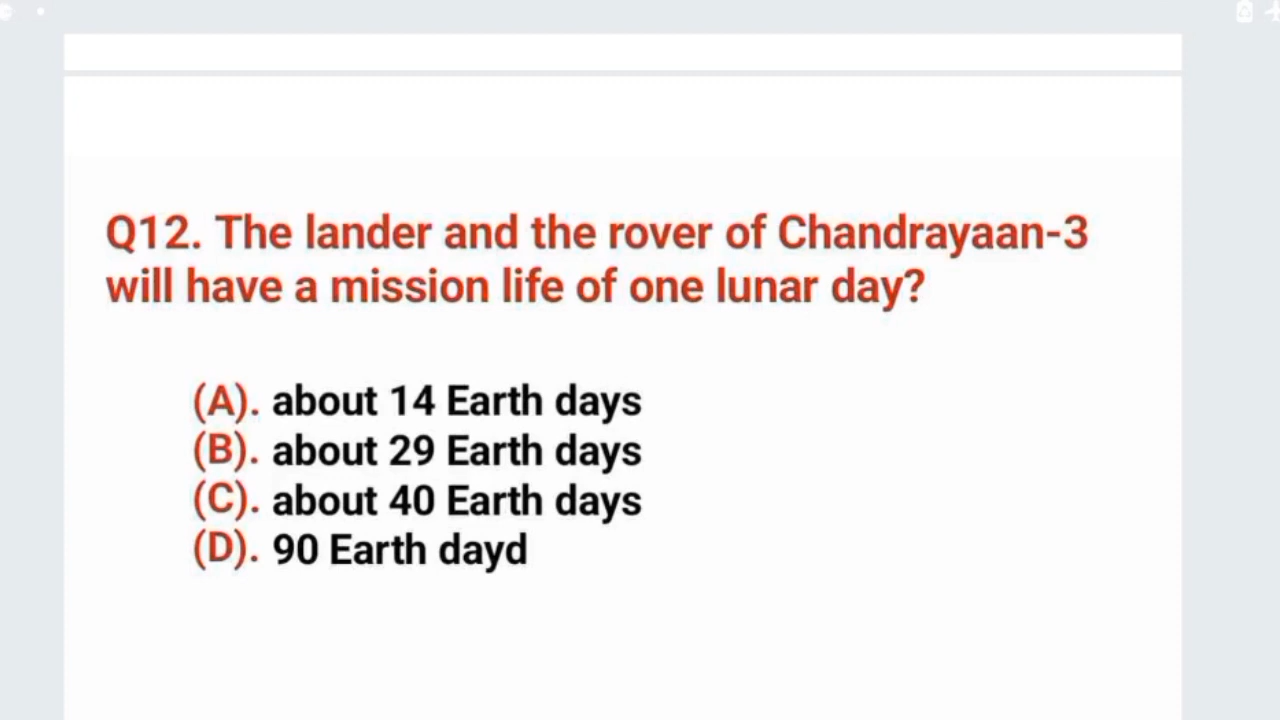 Q12. The lander and the rover of Chandrayaan-3
will have a mission life of one lunar day?
(A). about 14 Earth days
(B). about 29 Earth days
(C). about 40 Earth days
(D). 90 Earth dayd